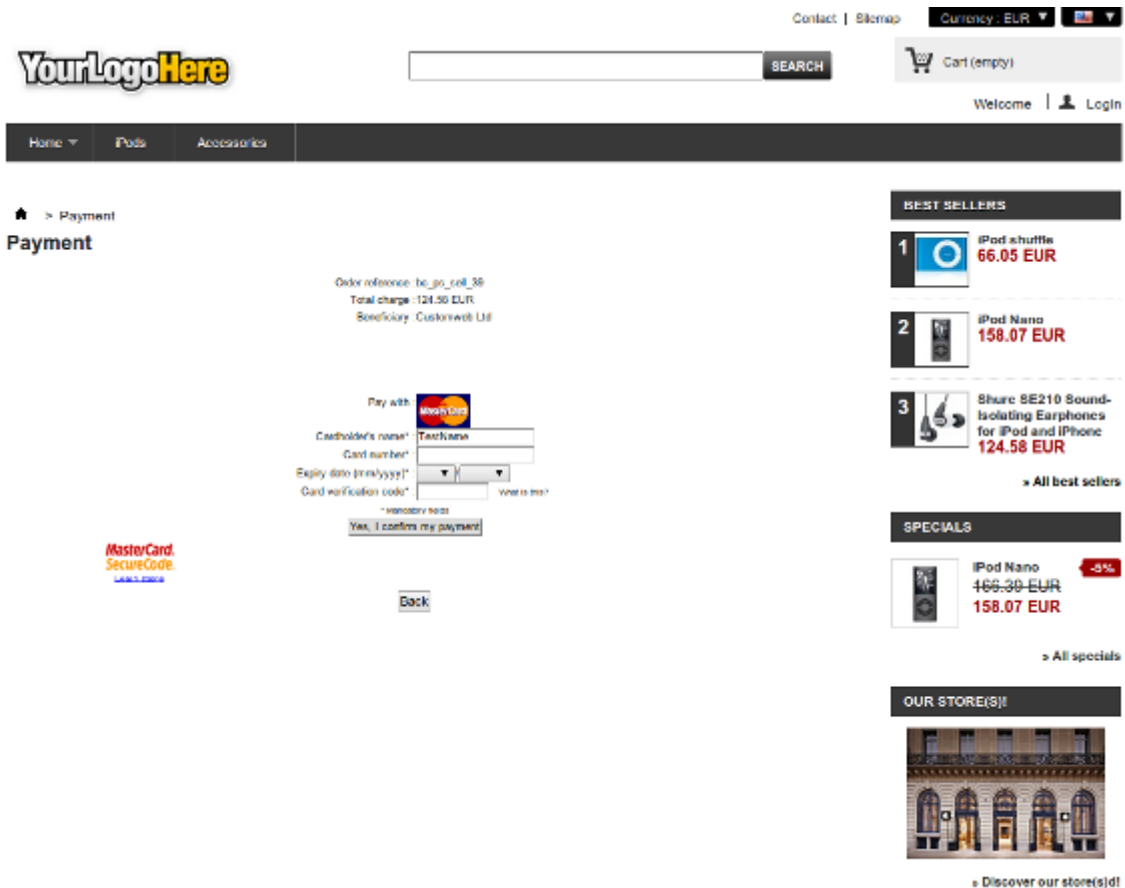 Contact | Sitemap
Currency : EUR
YourLogoHere
SEARCH
Cart (empty)
Welcome | Login
Home
iPods
Accessories
> Payment
Payment
Order reference : bc_ps_sell_39
Total charge : 124.58 EUR
Beneficiary : Customweb Ltd
Pay with :
MasterCard
Cardholder's name* : TestName
Card number* :
Expiry date (mm/yyyy)* : /
Card verification code* : What is this?
* Mandatory fields
Yes, I confirm my payment
MasterCard.
SecureCode.
Learn more
Back
BEST SELLERS
1
iPod shuffle
66.05 EUR
2
iPod Nano
158.07 EUR
3
Shure SE210 Sound-
Isolating Earphones
for iPod and iPhone
124.58 EUR
» All best sellers
SPECIALS
iPod Nano
-5%
166.39 EUR
158.07 EUR
» All specials
OUR STORE(S)!
» Discover our store(s)d!